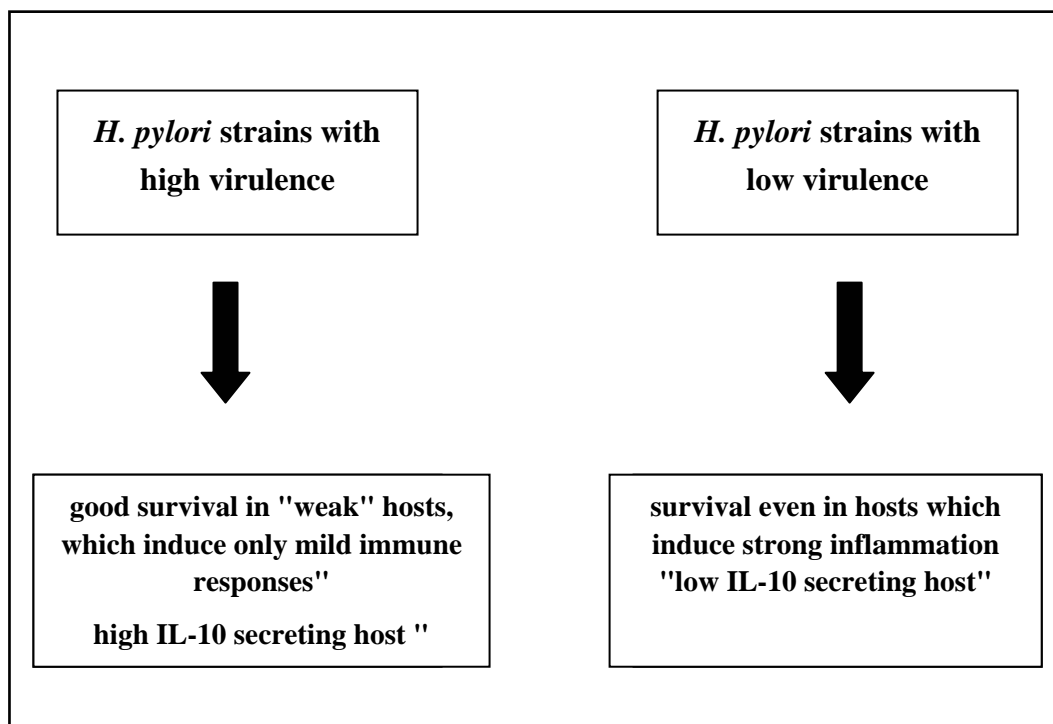 H. pylori strains with
high virulence
H. pylori strains with
low virulence
good survival in "weak" hosts,
which induce only mild immune
responses"
high IL-10 secreting host "
survival even in hosts which
induce strong inflammation
"low IL-10 secreting host"